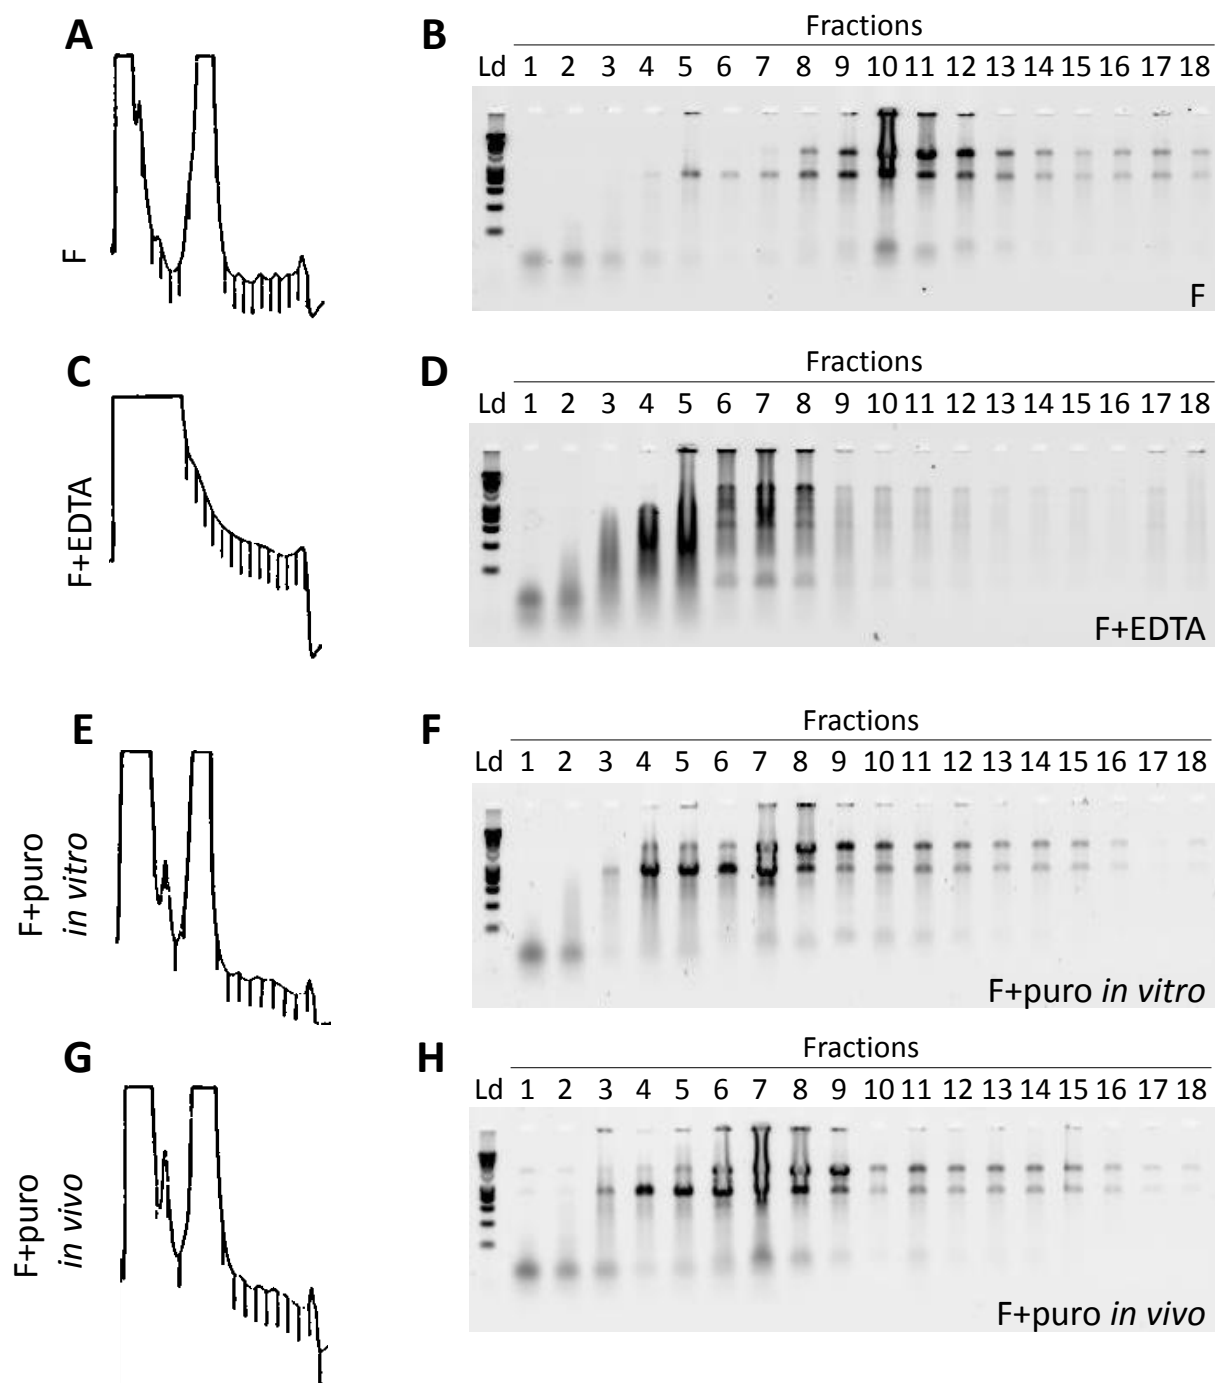 A
F
B
Fractions
Ld 1 2 3 4 5 6 7 8 9 10 11 12 13 14 15 16 17 18
F
C
F+EDTA
D
Fractions
Ld 1 2 3 4 5 6 7 8 9 10 11 12 13 14 15 16 17 18
F+EDTA
E
F+puro
in vitro
F
Fractions
Ld 1 2 3 4 5 6 7 8 9 10 11 12 13 14 15 16 17 18
F+puro in vitro
G
F+puro
in vivo
H
Fractions
Ld 1 2 3 4 5 6 7 8 9 10 11 12 13 14 15 16 17 18
F+puro in vivo